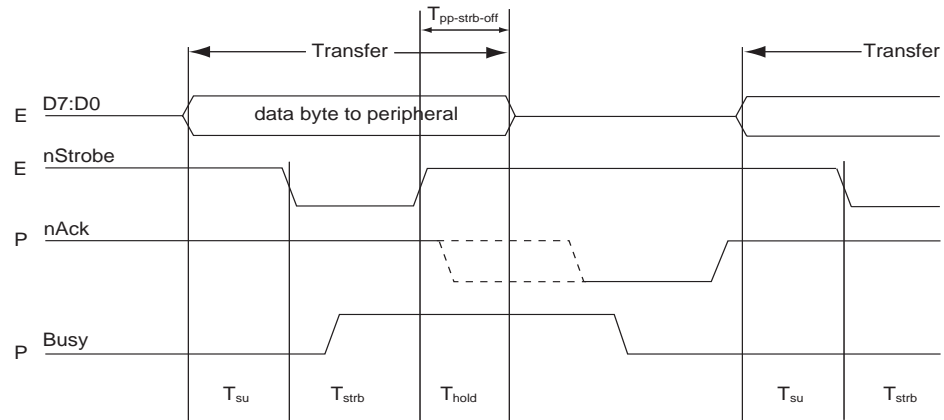 Tpp-strb-off
Transfer Transfer
E D7:D0 data byte to peripheral
E nStrobe
P nAck
P Busy
Tsu Tstrb Thold Tsu Tstrb